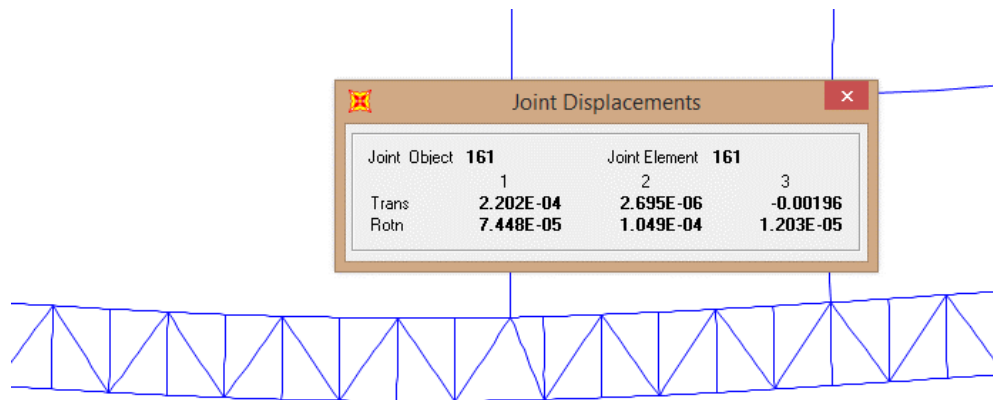 Joint Displacements
Joint Object 161 Joint Element 161
1 2 3
Trans 2.202E-04 2.695E-06 -0.00196
Rotn 7.448E-05 1.049E-04 1.203E-05